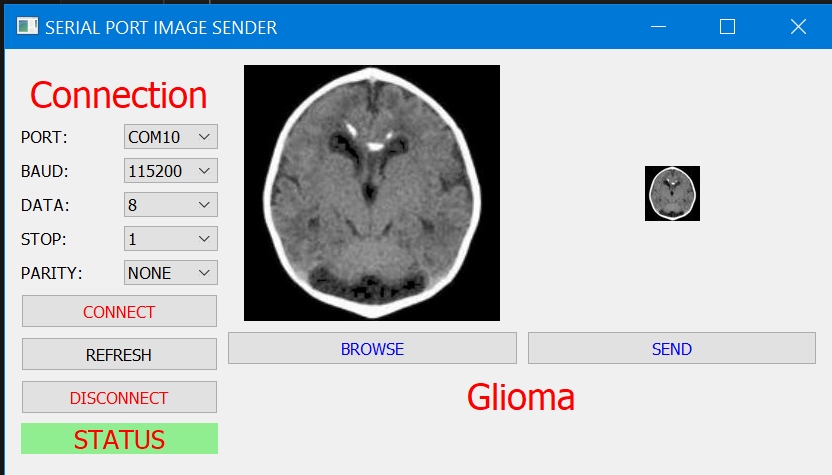 SERIAL PORT IMAGE SENDER
Connection
PORT: COM10
BAUD: 115200
DATA: 8
STOP: 1
PARITY: NONE
CONNECT
REFRESH
DISCONNECT
STATUS
BROWSE
SEND
Glioma